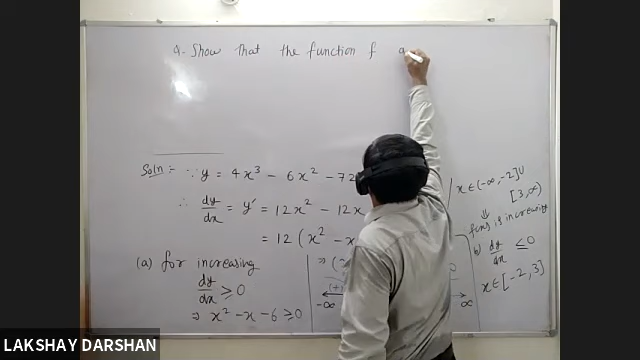 Q. Show that the function f
Soln :- ∵ y = 4x³ - 6x² - 72
∴ dy/dx = y' = 12x² - 12x
= 12 (x² - x
(a) for increasing
dy/dx ≥ 0
⇒ x² - x - 6 ≥ 0
(+)
-∞
∞
x ∈ (-∞, -2] ∪
[3, ∞)
⇓
f(x) is increasing
b) dy/dx ≤ 0
x ∈ [-2, 3]
LAKSHAY DARSHAN